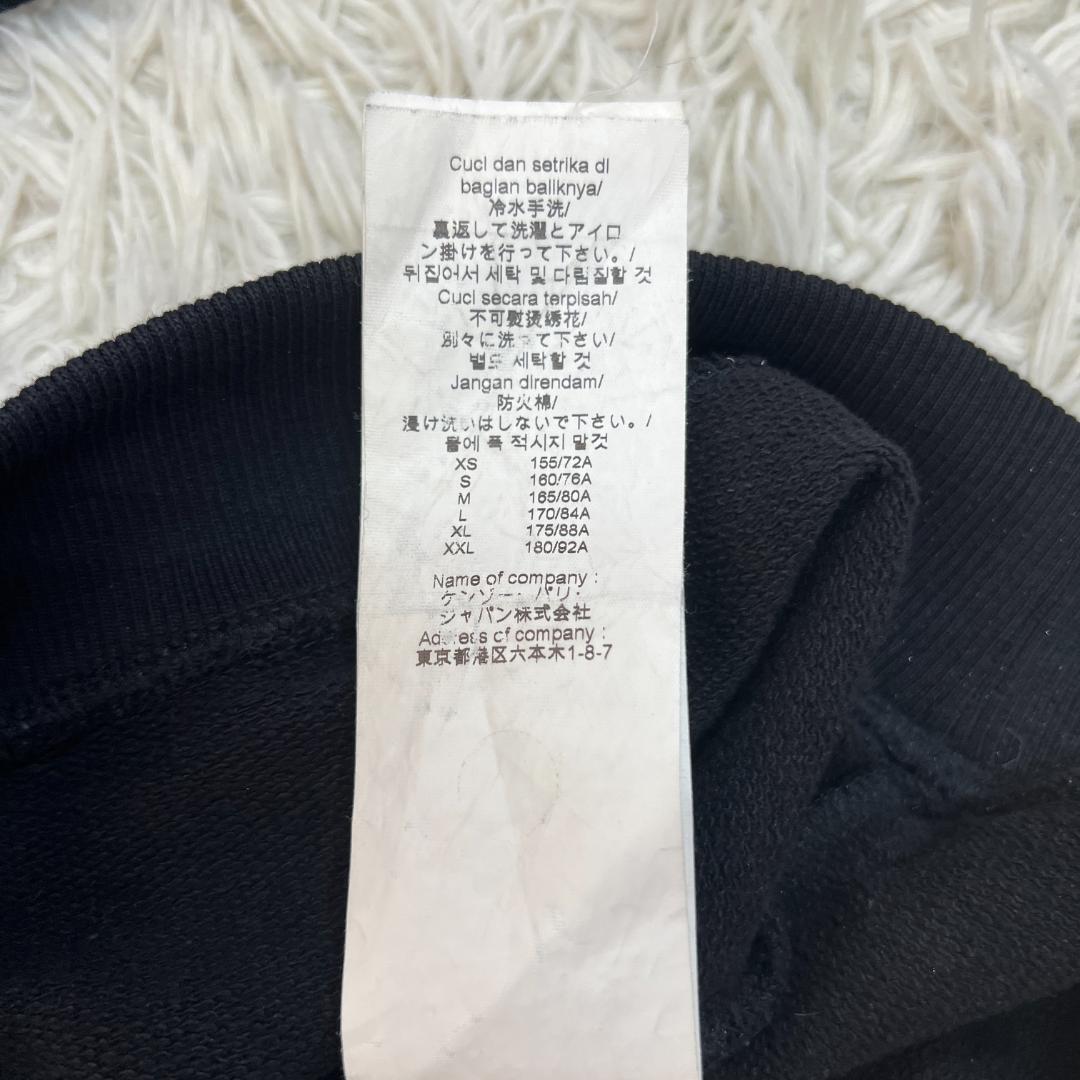 Cuci dan setrika di
bagian baliknya/
冷水手洗/
裏返して洗濯とアイロ
ン掛けを行って下さい。/
뒤집어서 세탁 및 다림질할 것
Cuci secara terpisah/
不可熨烫绣花/
別々に洗って下さい/
별도 세탁할 것
Jangan direndam/
防火棉/
浸け洗いはしないで下さい。/
물에 푹 적시지 말것
XS 155/72A
S 160/76A
M 165/80A
L 170/84A
XL 175/88A
XXL 180/92A
Name of company :
ケンゾー・パリ・
ジャパン株式会社
Address of company :
東京都港区六本木1-8-7